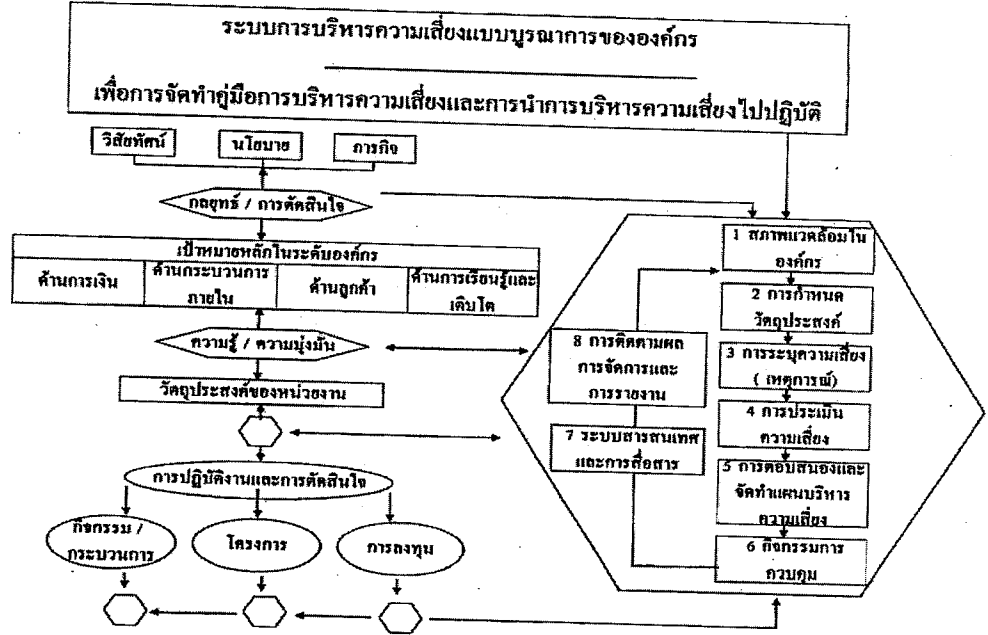 ระบบการบริหารความเสี่ยงแบบบูรณาการขององค์กร
เพื่อการจัดทำคู่มือการบริหารความเสี่ยงและการนำการบริหารความเสี่ยงไปปฏิบัติ
วิสัยทัศน์
นโยบาย
ภารกิจ
กลยุทธ์ / การตัดสินใจ
เป้าหมายหลักในระดับองค์กร
ด้านการเงิน
ด้านกระบวนการ
ภายใน
ด้านลูกค้า
ด้านการเรียนรู้และ
เติบโต
ความรู้ / ความมุ่งมั่น
วัตถุประสงค์ของหน่วยงาน
การปฏิบัติงานและการตัดสินใจ
กิจกรรม /
กระบวนการ
โครงการ
การลงทุน
1 สภาพแวดล้อมใน
องค์กร
2 การกำหนด
วัตถุประสงค์
3 การระบุความเสี่ยง
( เหตุการณ์)
4 การประเมิน
ความเสี่ยง
5 การตอบสนองและ
จัดทำแผนบริหาร
ความเสี่ยง
6 กิจกรรมการ
ควบคุม
7 ระบบสารสนเทศ
และการสื่อสาร
8 การติดตามผล
การจัดการและ
การรายงาน